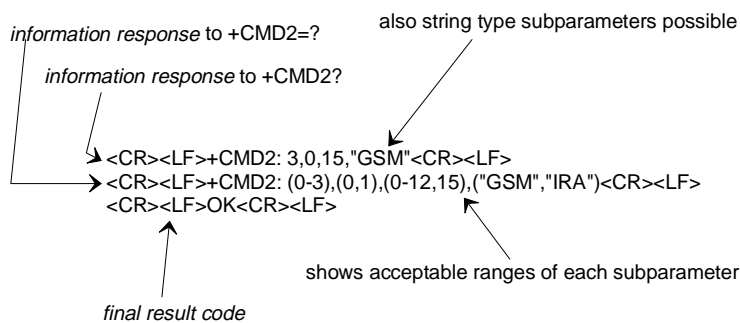 also string type subparameters possible
information response to +CMD2=?
information response to +CMD2?
<CR><LF>+CMD2: 3,0,15,"GSM"<CR><LF>
<CR><LF>+CMD2: (0-3),(0,1),(0-12,15),("GSM","IRA")<CR><LF>
<CR><LF>OK<CR><LF>
shows acceptable ranges of each subparameter
final result code